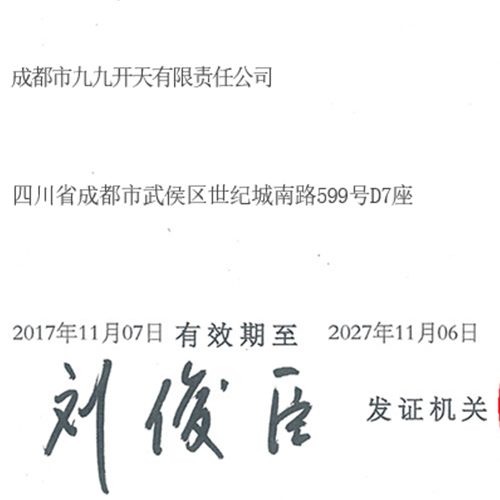 成都市九九开天有限责任公司
四川省成都市武侯区世纪城南路599号D7座
2017年11月07日 有效期至 2027年11月06日
刘俊臣 发证机关